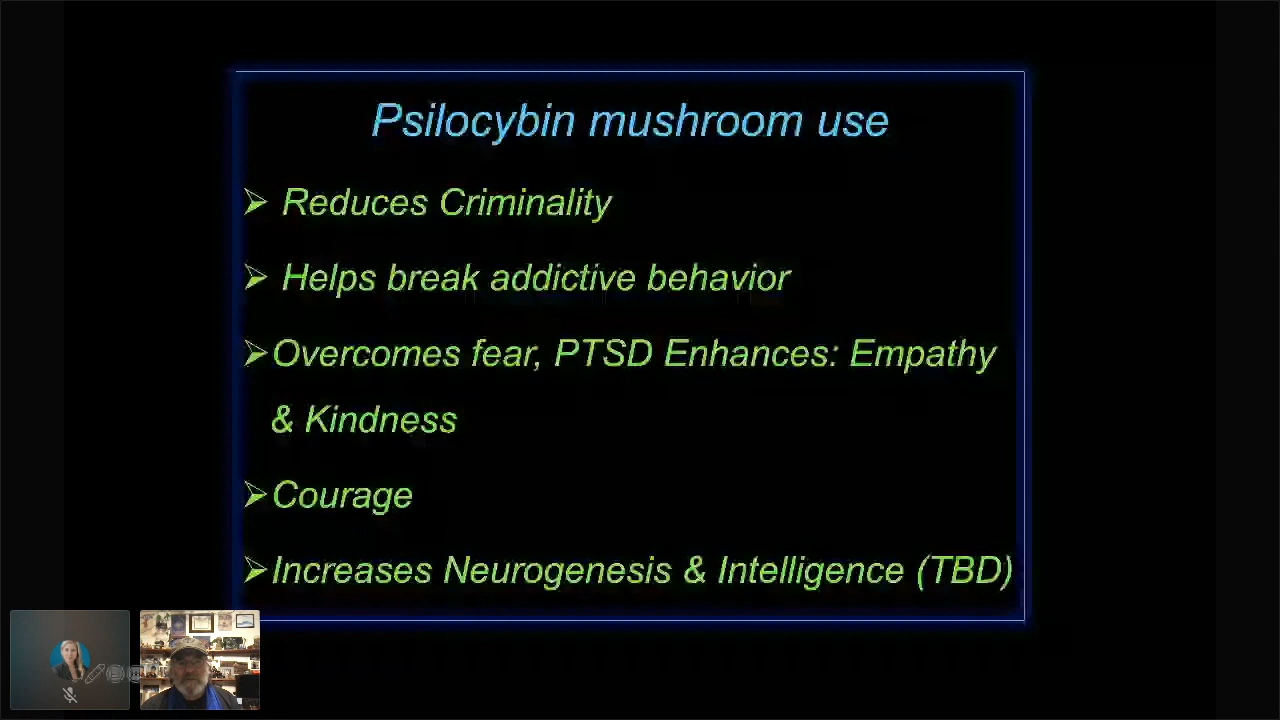 Psilocybin mushroom use
➢ Reduces Criminality
➢ Helps break addictive behavior
➢Overcomes fear, PTSD Enhances: Empathy
& Kindness
➢Courage
➢Increases Neurogenesis & Intelligence (TBD)